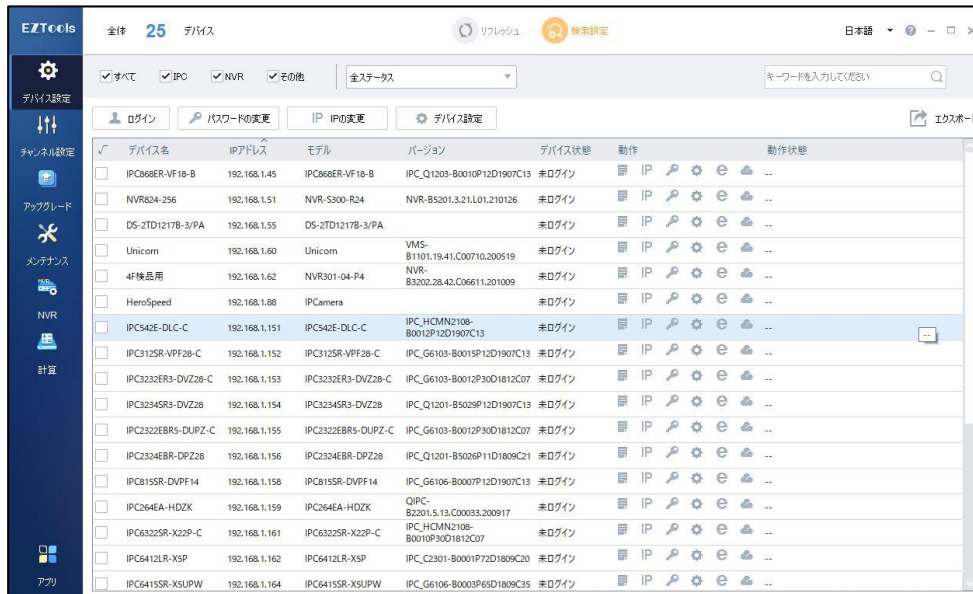 EZTools
全体 25 デバイス
リフレッシュ
検索設定
日本語
デバイス設定
チャンネル設定
アップグレード
メンテナンス
NVR
計算
アプリ
すべて IPC NVR その他 全ステータス
キーワードを入力してください
ログイン パスワードの変更 IP IPの変更 デバイス設定 エクスポート
√ デバイス名 IPアドレス モデル バージョン デバイス状態 動作 動作状態
IPC868ER-VF18-B 192.168.1.45 IPC868ER-VF18-B IPC_Q1203-B0010P12D1907C13 未ログイン IP --
NVR824-256 192.168.1.51 NVR-S300-R24 NVR-B5201.3.21.L01.210126 未ログイン IP --
DS-2TD1217B-3/PA 192.168.1.55 DS-2TD1217B-3/PA 未ログイン IP --
Unicorn 192.168.1.60 Unicorn VMS-
B1101.19.41.C00710.200519 未ログイン IP --
4F検品用 192.168.1.62 NVR301-04-P4 NVR-
B3202.28.42.C06611.201009 未ログイン IP --
HeroSpeed 192.168.1.88 IPCamera 未ログイン IP --
IPC542E-DLC-C 192.168.1.151 IPC542E-DLC-C IPC_HCMN2108-
B0012P12D1907C13 未ログイン IP --
IPC312SR-VPF28-C 192.168.1.152 IPC312SR-VPF28-C IPC_G6103-B0015P12D1907C13 未ログイン IP --
IPC3232ER3-DVZ28-C 192.168.1.153 IPC3232ER3-DVZ28-C IPC_G6103-B0012P30D1812C07 未ログイン IP --
IPC3234SR3-DVZ28 192.168.1.154 IPC3234SR3-DVZ28 IPC_Q1201-B5029P12D1907C13 未ログイン IP --
IPC2322EBR5-DUPZ-C 192.168.1.155 IPC2322EBR5-DUPZ-C IPC_G6103-B0012P30D1812C07 未ログイン IP --
IPC2324EBR-DPZ28 192.168.1.156 IPC2324EBR-DPZ28 IPC_Q1201-B5026P11D1809C21 未ログイン IP --
IPC815SR-DVPF14 192.168.1.158 IPC815SR-DVPF14 IPC_G6106-B0007P12D1907C13 未ログイン IP --
IPC264EA-HDZK 192.168.1.159 IPC264EA-HDZK QIPC-
B2201.5.13.C00033.200917 未ログイン IP --
IPC6322SR-X22P-C 192.168.1.161 IPC6322SR-X22P-C IPC_HCMN2108-
B0010P30D1812C07 未ログイン IP --
IPC6412LR-X5P 192.168.1.162 IPC6412LR-X5P IPC_C2301-B0001P72D1809C20 未ログイン IP --
IPC6415SR-X5UPW 192.168.1.164 IPC6415SR-X5UPW IPC_G6106-B0003P65D1809C35 未ログイン IP --